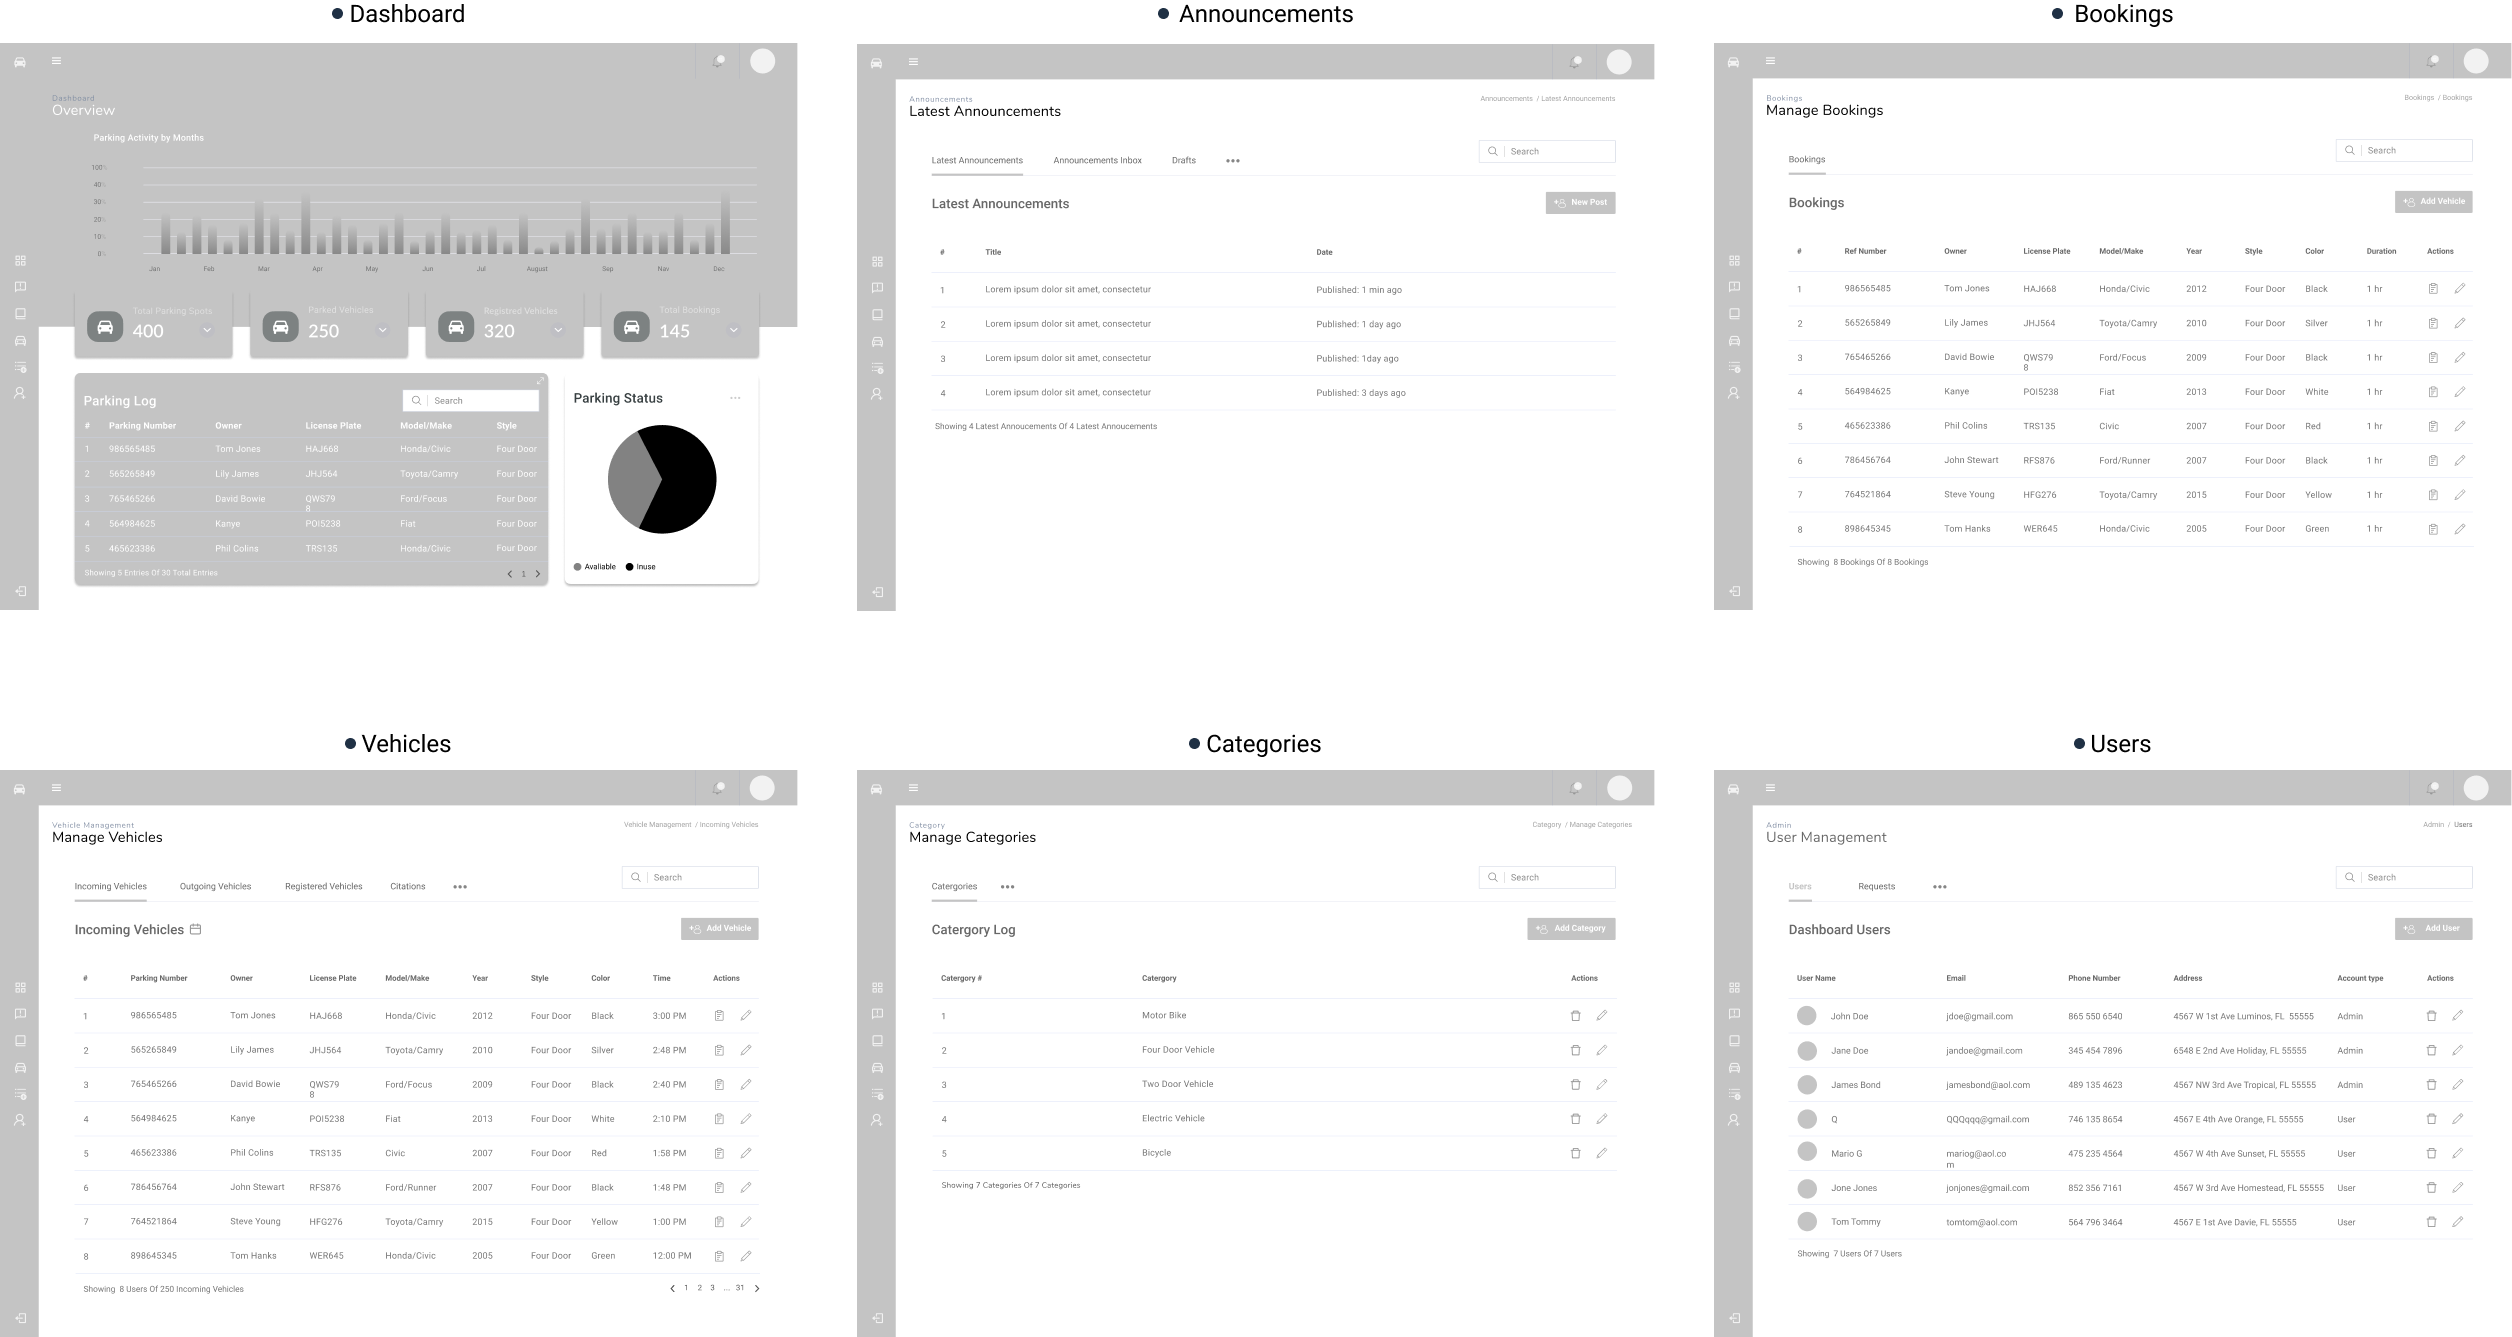 Dashboard
Announcements
Bookings
Dashboard
Overview
Parking Activity by Months
100%
40%
30%
20%
10%
0%
Jan Feb Mar Apr May Jun Jul August Sep Nav Dec
Total Parking Spots
400
Parked Vehicles
250
Registred Vehicles
320
Total Bookings
145
Parking Log
Search
# Parking Number Owner License Plate Model/Make Style
1 986565485 Tom Jones HAJ668 Honda/Civic Four Door
2 565265849 Lily James JHJ564 Toyota/Camry Four Door
3 765465266 David Bowie QWS79 Ford/Focus Four Door
8
4 564984625 Kanye POI5238 Fiat Four Door
5 465623386 Phil Colins TRS135 Honda/Civic Four Door
Showing 5 Entries Of 30 Total Entries
1
Parking Status
Avaliable Inuse
Announcements
Latest Announcements
Announcements / Latest Announcements
Latest Announcements Announcements Inbox Drafts
Search
Latest Announcements
New Post
# Title Date
1 Lorem ipsum dolor sit amet, consectetur Published: 1 min ago
2 Lorem ipsum dolor sit amet, consectetur Published: 1 day ago
3 Lorem ipsum dolor sit amet, consectetur Published: 1day ago
4 Lorem ipsum dolor sit amet, consectetur Published: 3 days ago
Showing 4 Latest Annoucements Of 4 Latest Annoucements
Bookings
Manage Bookings
Bookings / Bookings
Bookings
Search
Bookings
Add Vehicle
# Ref Number Owner License Plate Model/Make Year Style Color Duration Actions
1 986565485 Tom Jones HAJ668 Honda/Civic 2012 Four Door Black 1 hr
2 565265849 Lily James JHJ564 Toyota/Camry 2010 Four Door Silver 1 hr
3 765465266 David Bowie QWS79 Ford/Focus 2009 Four Door Black 1 hr
8
4 564984625 Kanye POI5238 Fiat 2013 Four Door White 1 hr
5 465623386 Phil Colins TRS135 Civic 2007 Four Door Red 1 hr
6 786456764 John Stewart RFS876 Ford/Runner 2007 Four Door Black 1 hr
7 764521864 Steve Young HFG276 Toyota/Camry 2015 Four Door Yellow 1 hr
8 898645345 Tom Hanks WER645 Honda/Civic 2005 Four Door Green 1 hr
Showing 8 Bookings Of 8 Bookings
Vehicles
Categories
Users
Vehicle Management
Manage Vehicles
Vehicle Management / Incoming Vehicles
Incoming Vehicles Outgoing Vehicles Registered Vehicles Citations
Search
Incoming Vehicles
Add Vehicle
# Parking Number Owner License Plate Model/Make Year Style Color Time Actions
1 986565485 Tom Jones HAJ668 Honda/Civic 2012 Four Door Black 3:00 PM
2 565265849 Lily James JHJ564 Toyota/Camry 2010 Four Door Silver 2:48 PM
3 765465266 David Bowie QWS79 Ford/Focus 2009 Four Door Black 2:40 PM
8
4 564984625 Kanye POI5238 Fiat 2013 Four Door White 2:10 PM
5 465623386 Phil Colins TRS135 Civic 2007 Four Door Red 1:58 PM
6 786456764 John Stewart RFS876 Ford/Runner 2007 Four Door Black 1:48 PM
7 764521864 Steve Young HFG276 Toyota/Camry 2015 Four Door Yellow 1:00 PM
8 898645345 Tom Hanks WER645 Honda/Civic 2005 Four Door Green 12:00 PM
Showing 8 Users Of 250 Incoming Vehicles
1 2 3 ... 31
Category
Manage Categories
Category / Manage Categories
Catergories
Search
Catergory Log
Add Category
Catergory # Catergory Actions
1 Motor Bike
2 Four Door Vehicle
3 Two Door Vehicle
4 Electric Vehicle
5 Bicycle
Showing 7 Categories Of 7 Categories
Admin
User Management
Admin / Users
Users Requests
Search
Dashboard Users
Add User
User Name Email Phone Number Address Account type Actions
John Doe jdoe@gmail.com 865 550 6540 4567 W 1st Ave Luminos, FL 55555 Admin
Jane Doe jandoe@gmail.com 345 454 7896 6548 E 2nd Ave Holiday, FL 55555 Admin
James Bond jamesbond@aol.com 489 135 4623 4567 NW 3rd Ave Tropical, FL 55555 Admin
Q QQQqqq@gmail.com 746 135 8654 4567 E 4th Ave Orange, FL 55555 User
Mario G mariog@aol.co 475 235 4564 4567 W 4th Ave Sunset, FL 55555 User
m
Jone Jones jonjones@gmail.com 852 356 7161 4567 W 3rd Ave Homestead, FL 55555 User
Tom Tommy tomtom@aol.com 564 796 3464 4567 E 1st Ave Davie, FL 55555 User
Showing 7 Users Of 7 Users